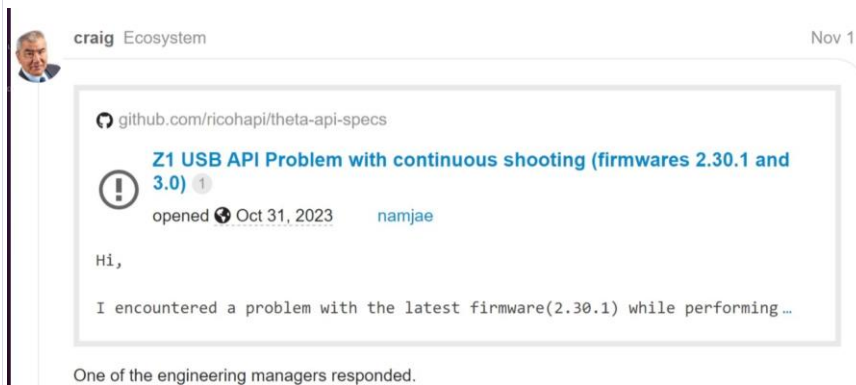 craig Ecosystem Nov 1
github.com/ricohapi/theta-api-specs
Z1 USB API Problem with continuous shooting (firmwares 2.30.1 and
3.0) 1
opened Oct 31, 2023 namjae
Hi,
I encountered a problem with the latest firmware(2.30.1) while performing…
One of the engineering managers responded.